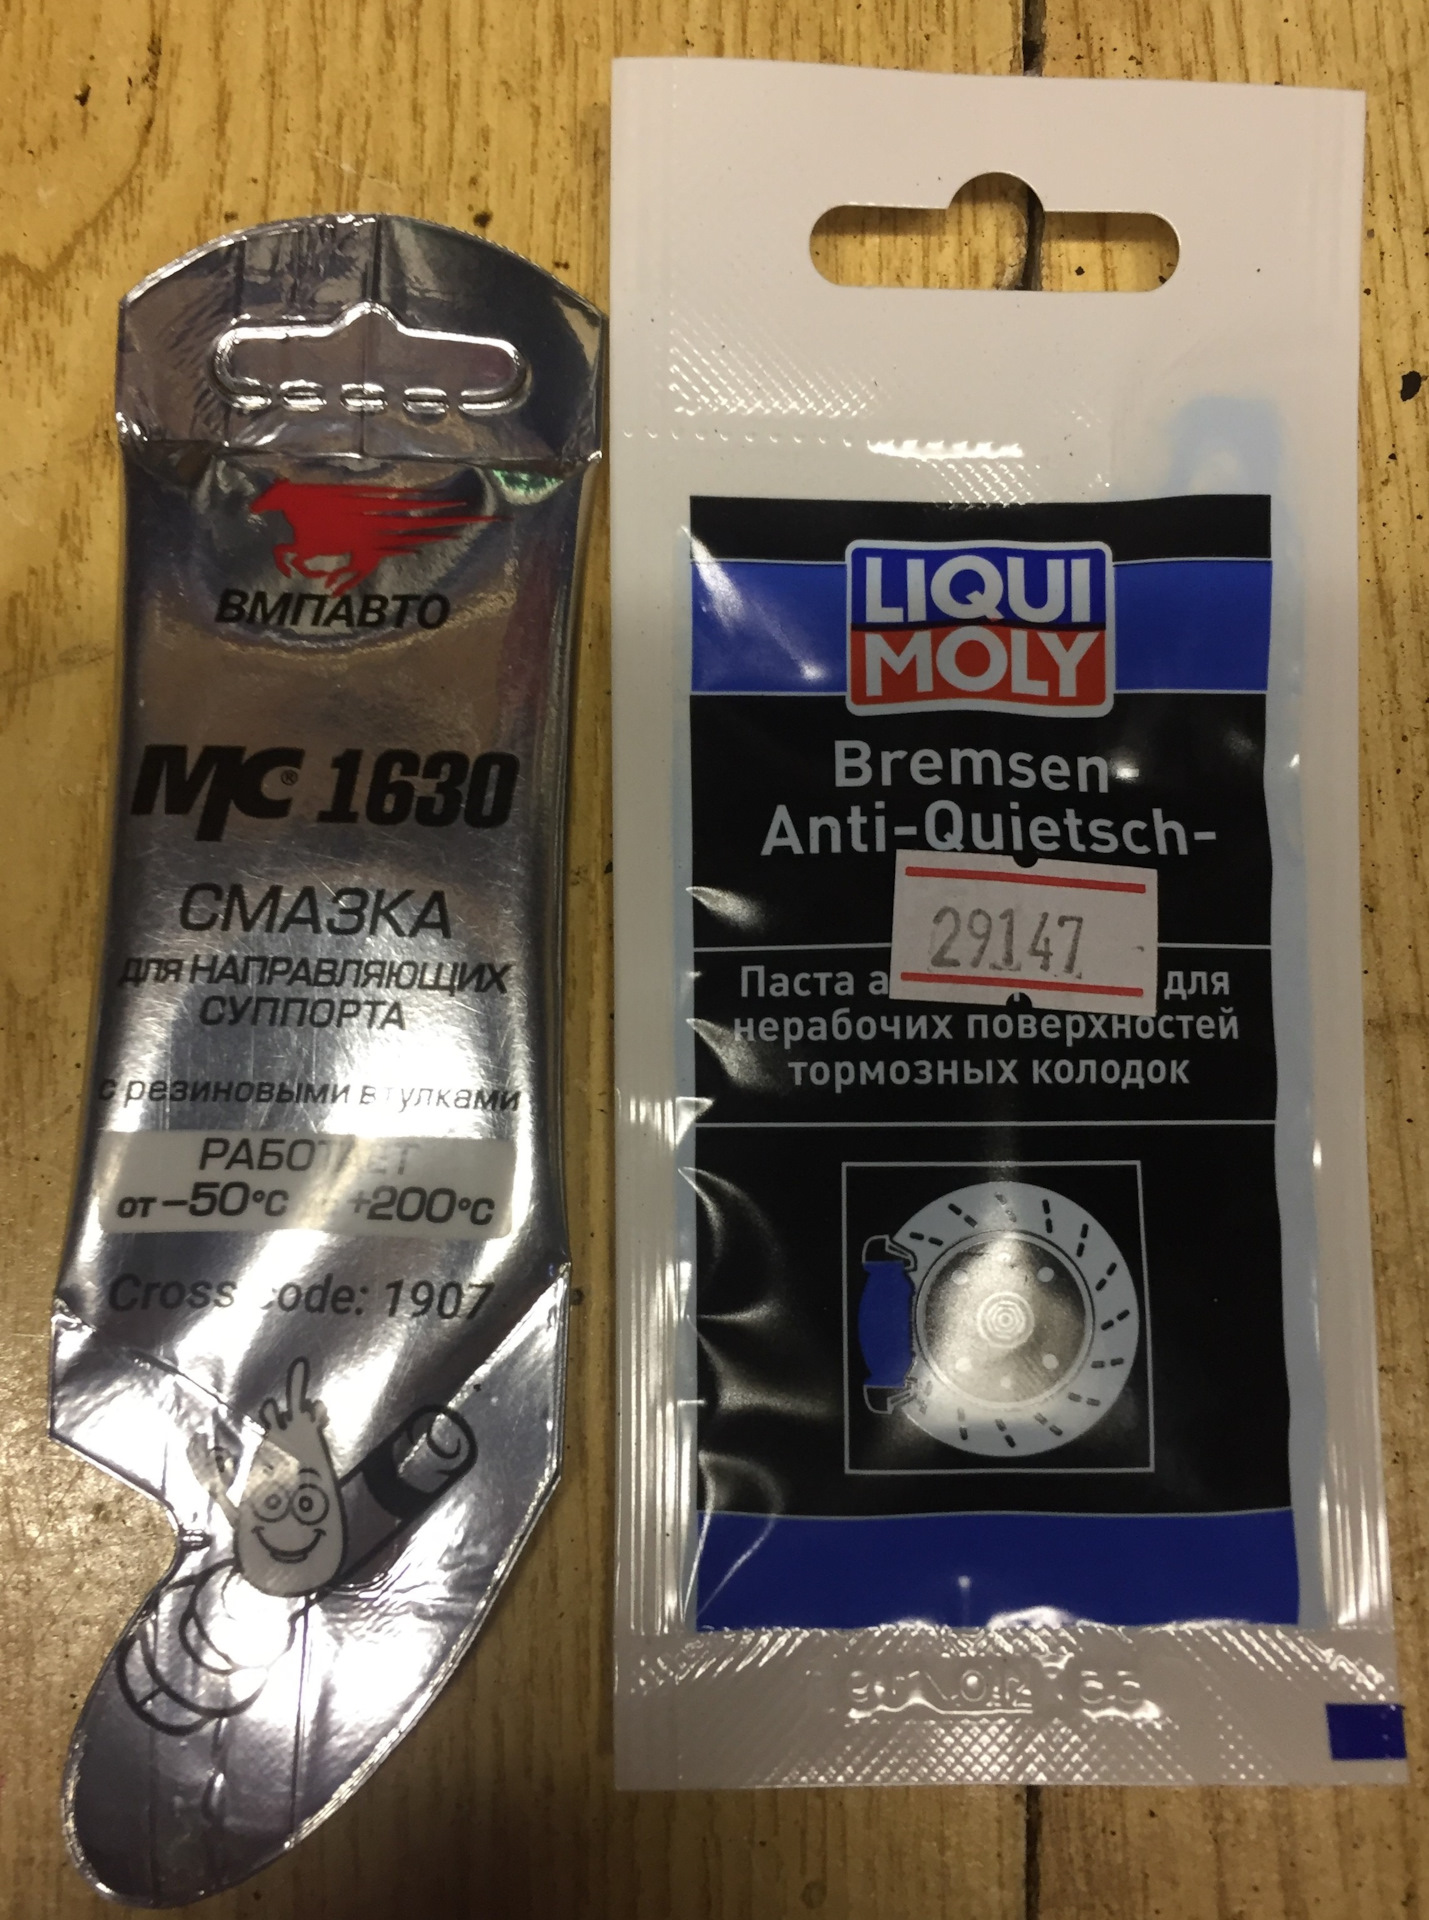 ВМПАВТО
МС® 1630
СМАЗКА
ДЛЯ НАПРАВЛЯЮЩИХ
СУППОРТА
с резиновыми втулками
РАБОТАЕТ
от -50°С +200°С
Cross code: 1907
LIQUI
MOLY
Bremsen-
Anti-Quietsch-
29147
Паста для
нерабочих поверхностей
тормозных колодок